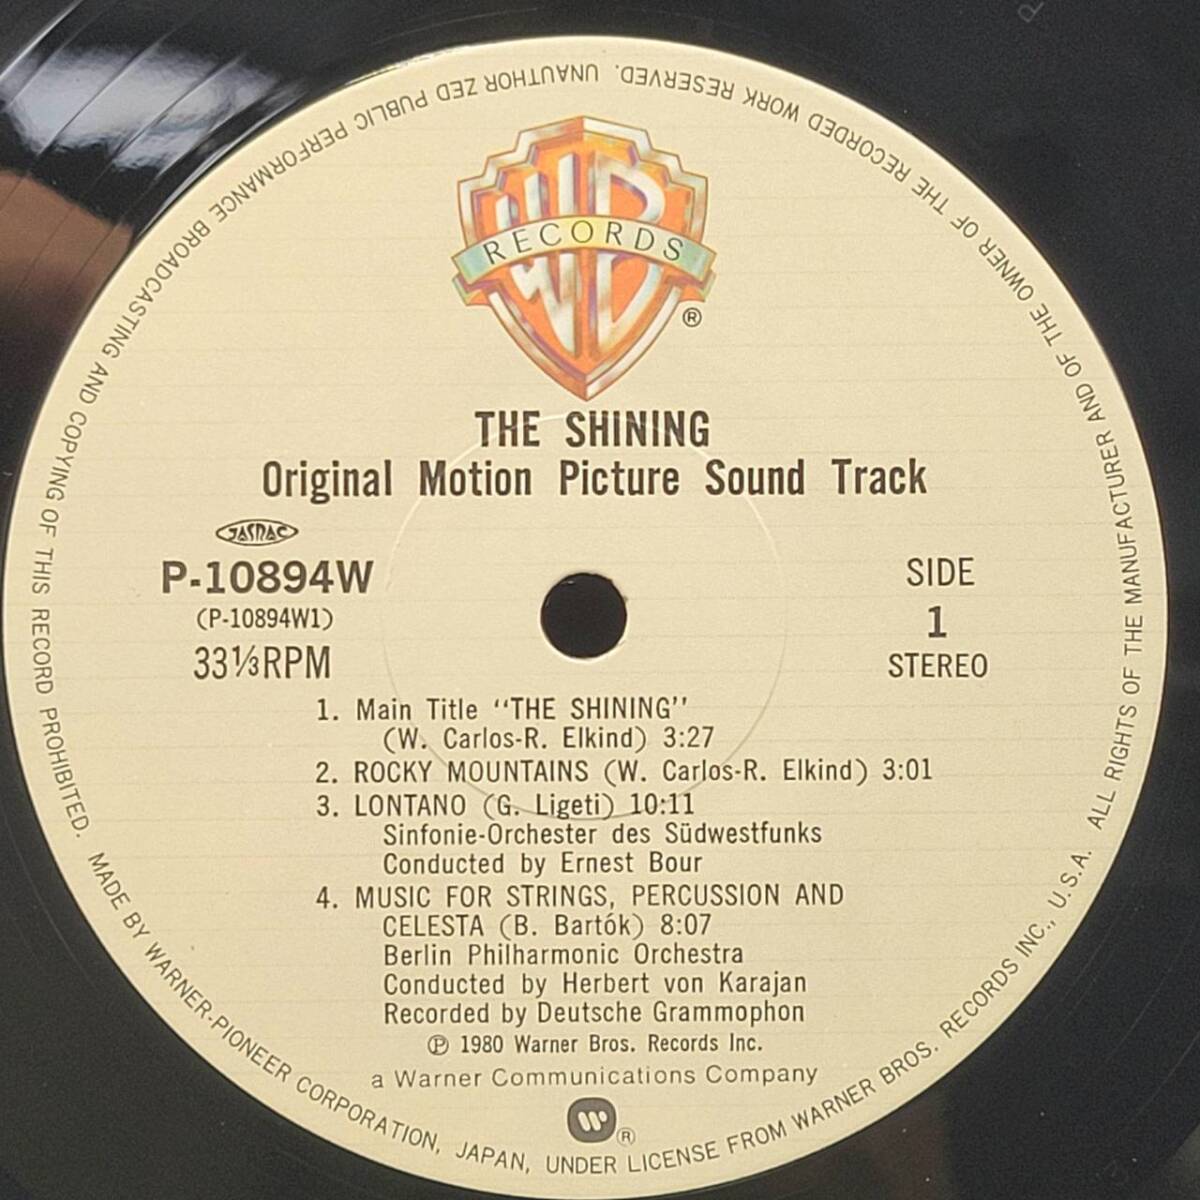 WB
RECORDS
®
THE SHINING
Original Motion Picture Sound Track
JASRAC
P-10894W
(P-10894W1)
33⅓RPM
SIDE
1
STEREO
1. Main Title “THE SHINING”
(W. Carlos-R. Elkind) 3:27
2. ROCKY MOUNTAINS (W. Carlos-R. Elkind) 3:01
3. LONTANO (G. Ligeti) 10:11
Sinfonie-Orchester des Südwestfunks
Conducted by Ernest Bour
4. MUSIC FOR STRINGS, PERCUSSION AND
CELESTA (B. Bartók) 8:07
Berlin Philharmonic Orchestra
Conducted by Herbert von Karajan
Recorded by Deutsche Grammophon
℗ 1980 Warner Bros. Records Inc.
a Warner Communications Company
W
®
ALL RIGHTS OF THE MANUFACTURER AND OF THE OWNER OF THE RECORDED WORK RESERVED. UNAUTHOR ZED PUBLIC PERFORMANCE BROADCASTING AND COPYING OF THIS RECORD PROHIBITED.
MADE BY WARNER-PIONEER CORPORATION, JAPAN, UNDER LICENSE FROM WARNER BROS. RECORDS INC., U.S.A.